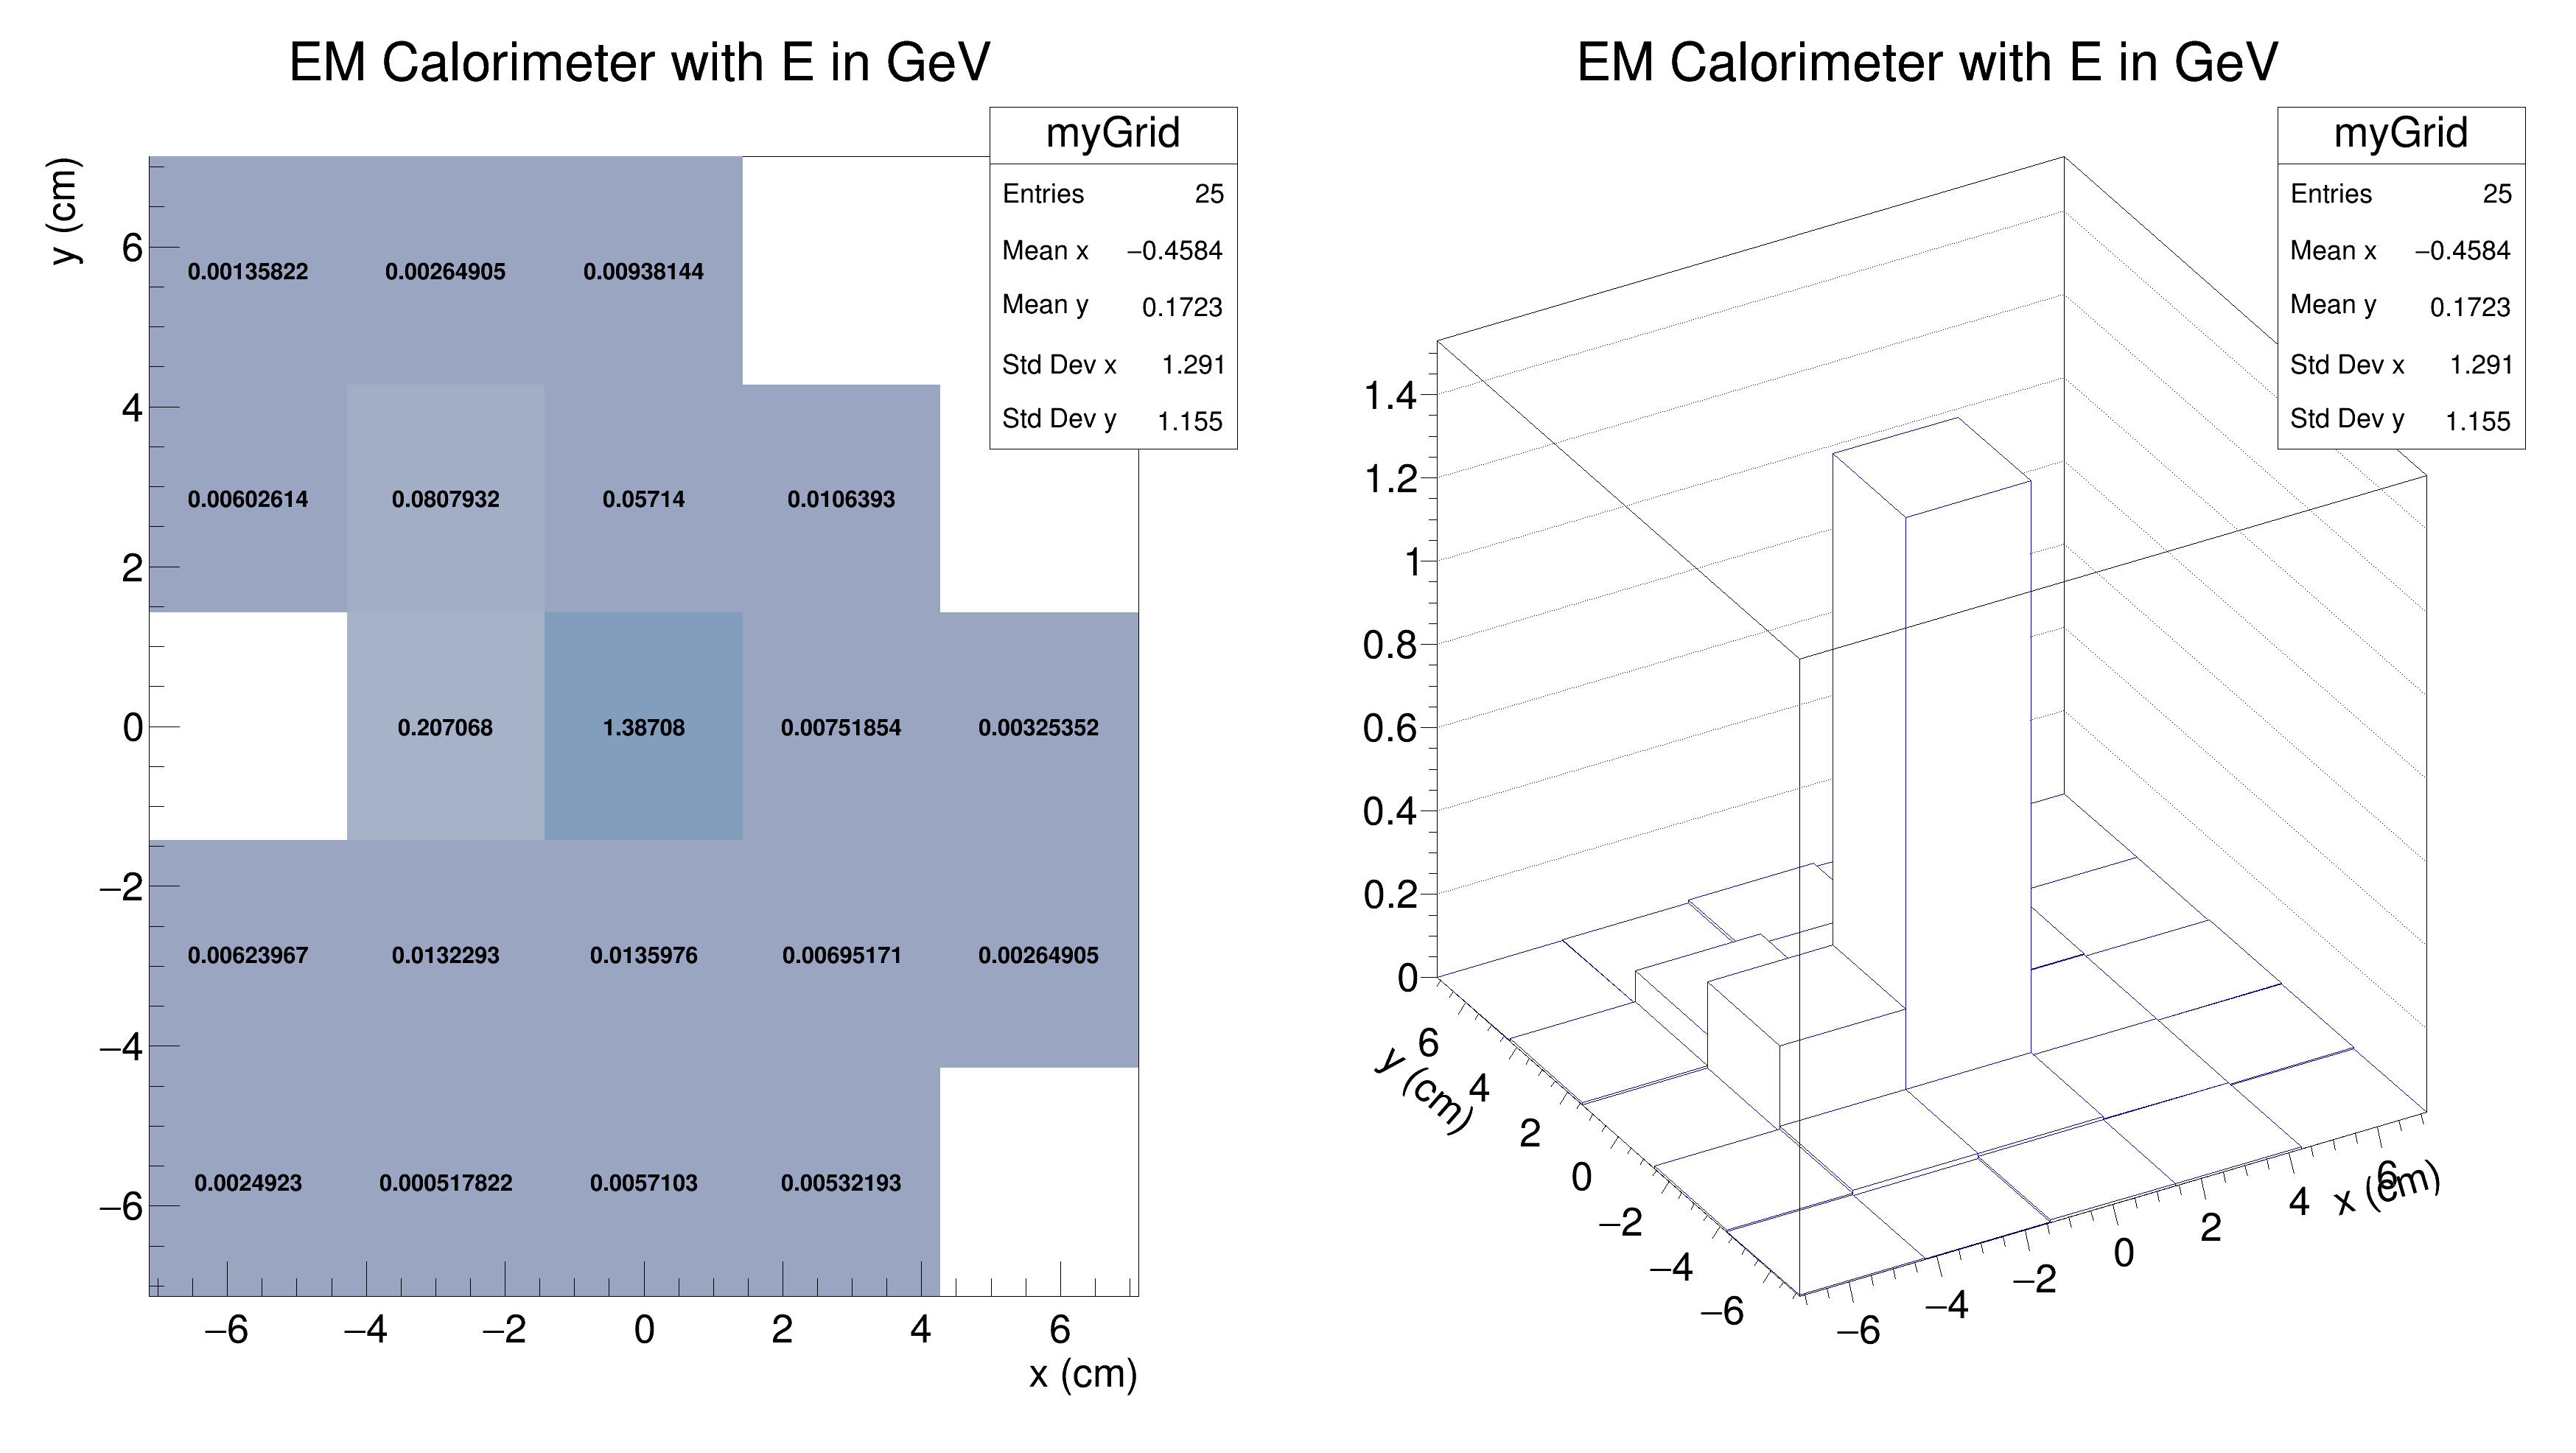 EM Calorimeter with E in GeV
myGrid
Entries 25
Mean x −0.4584
Mean y 0.1723
Std Dev x 1.291
Std Dev y 1.155
y (cm)
6
4
2
0
−2
−4
−6
0.00135822 0.00264905 0.00938144
0.00602614 0.0807932 0.05714 0.0106393
0.207068 1.38708 0.00751854 0.00325352
0.00623967 0.0132293 0.0135976 0.00695171 0.00264905
0.0024923 0.000517822 0.0057103 0.00532193
−6 −4 −2 0 2 4 6
x (cm)
EM Calorimeter with E in GeV
myGrid
Entries 25
Mean x −0.4584
Mean y 0.1723
Std Dev x 1.291
Std Dev y 1.155
1.4
1.2
1
0.8
0.6
0.4
0.2
0
y (cm)
6
4
2
0
−2
−4
−6
−6 −4 −2 0 2 4 6
x (cm)